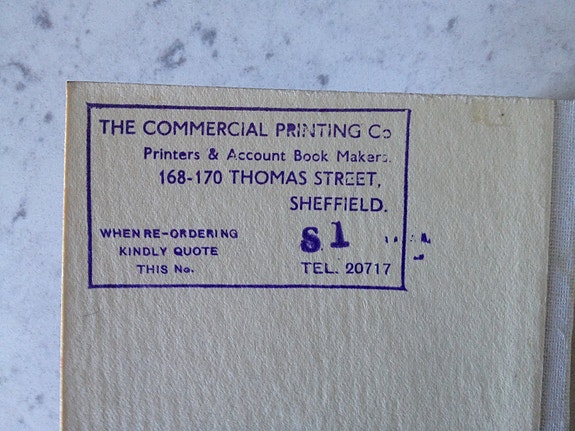 THE COMMERCIAL PRINTING Co
Printers & Account Book Makers.
168-170 THOMAS STREET,
SHEFFIELD.
WHEN RE-ORDERING
KINDLY QUOTE
THIS No.
S1
TEL. 20717